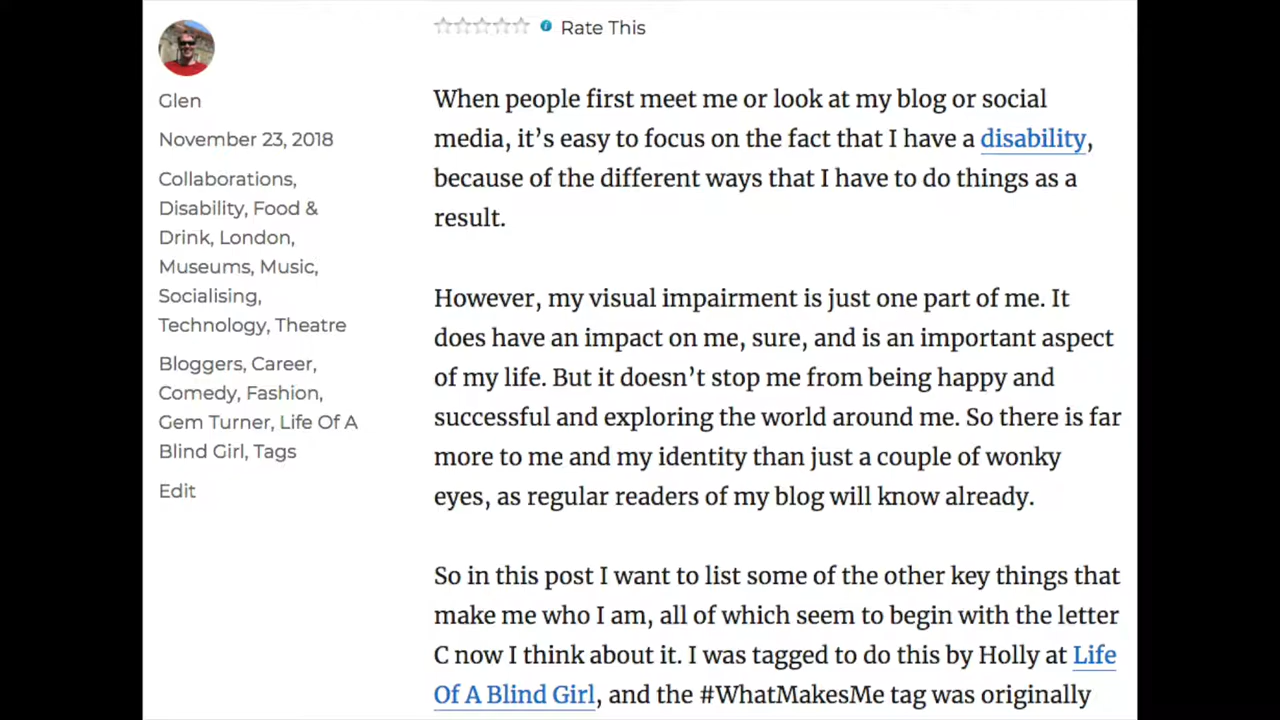 Glen
November 23, 2018
Collaborations,
Disability, Food &
Drink, London,
Museums, Music,
Socialising,
Technology, Theatre
Bloggers, Career,
Comedy, Fashion,
Gem Turner, Life Of A
Blind Girl, Tags
Edit
Rate This
When people first meet me or look at my blog or social
media, it’s easy to focus on the fact that I have a disability,
because of the different ways that I have to do things as a
result.
However, my visual impairment is just one part of me. It
does have an impact on me, sure, and is an important aspect
of my life. But it doesn’t stop me from being happy and
successful and exploring the world around me. So there is far
more to me and my identity than just a couple of wonky
eyes, as regular readers of my blog will know already.
So in this post I want to list some of the other key things that
make me who I am, all of which seem to begin with the letter
C now I think about it. I was tagged to do this by Holly at Life
Of A Blind Girl, and the #WhatMakesMe tag was originally